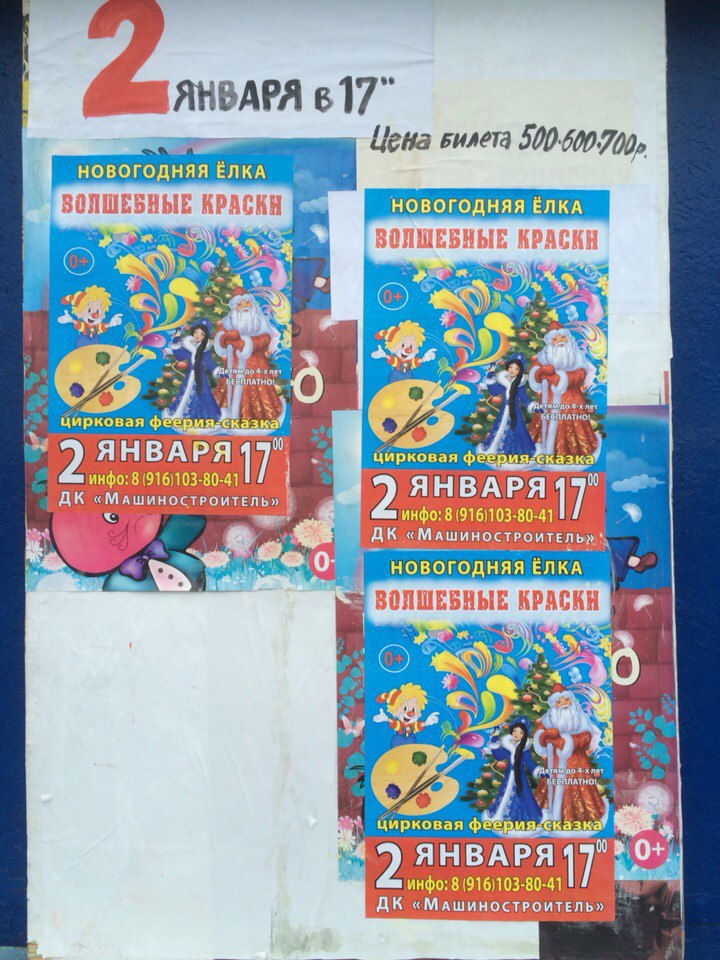 2 ЯНВАРЯ в 17"
Цена билета 500·600·700р.
НОВОГОДНЯЯ ЁЛКА
ВОЛШЕБНЫЕ КРАСКИ
0+
Детям до 4-х лет
БЕСПЛАТНО!
цирковая феерия-сказка
2 ЯНВАРЯ 17⁰⁰
инфо: 8 (916)103-80-41
ДК «Машиностроитель»
О
0+
НОВОГОДНЯЯ ЁЛКА
ВОЛШЕБНЫЕ КРАСКИ
0+
Детям до 4-х лет
БЕСПЛАТНО!
цирковая феерия-сказка
2 ЯНВАРЯ 17⁰⁰
инфо: 8 (916)103-80-41
ДК «Машиностроитель»
НОВОГОДНЯЯ ЁЛКА
ВОЛШЕБНЫЕ КРАСКИ
0+
Детям до 4-х лет
БЕСПЛАТНО!
цирковая феерия-сказка
2 ЯНВАРЯ 17⁰⁰
инфо: 8 (916)103-80-41
ДК «Машиностроитель»
О
0+